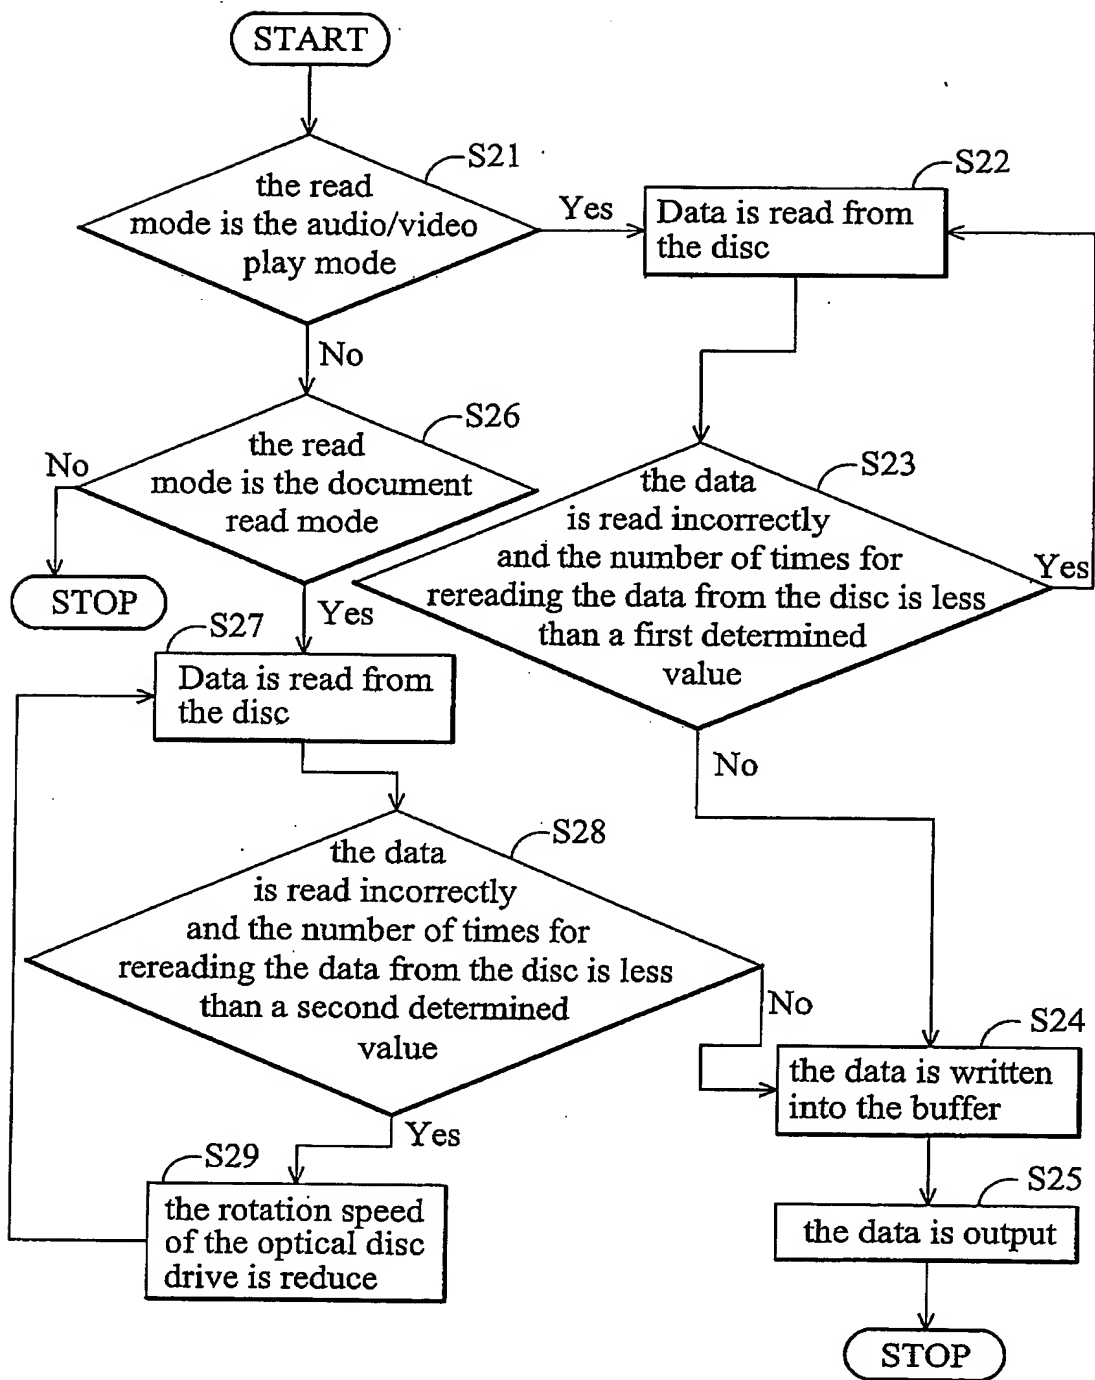 START
S21
the read
mode is the audio/video
play mode
Yes
S22
Data is read from
the disc
No
S26
the read
mode is the document
read mode
No
STOP
Yes
S23
the data
is read incorrectly
and the number of times for
rereading the data from the disc is less
than a first determined
value
Yes
No
S27
Data is read from
the disc
S28
the data
is read incorrectly
and the number of times for
rereading the data from the disc is less
than a second determined
value
No
Yes
S29
the rotation speed
of the optical disc
drive is reduce
S24
the data is written
into the buffer
S25
the data is output
STOP